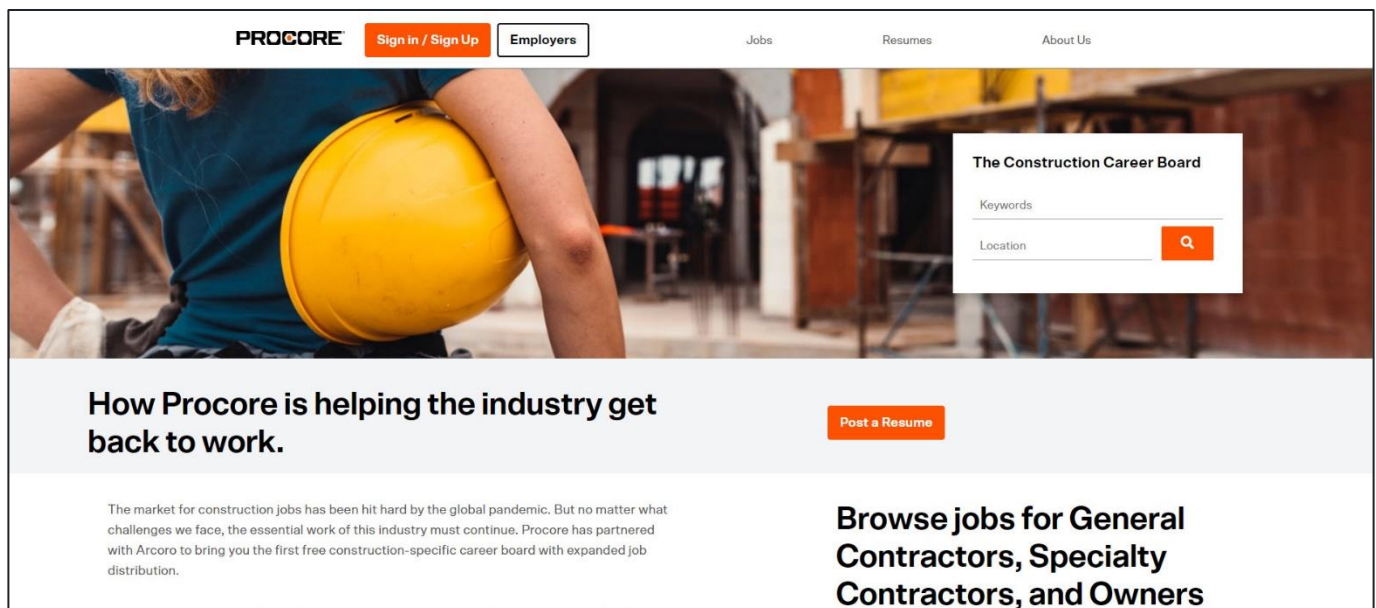 PROCORE
Sign in / Sign Up
Employers
Jobs
Resumes
About Us
The Construction Career Board
Keywords
Location
How Procore is helping the industry get
back to work.
Post a Resume
The market for construction jobs has been hit hard by the global pandemic. But no matter what
challenges we face, the essential work of this industry must continue. Procore has partnered
with Arcoro to bring you the first free construction-specific career board with expanded job
distribution.
Browse jobs for General
Contractors, Specialty
Contractors, and Owners